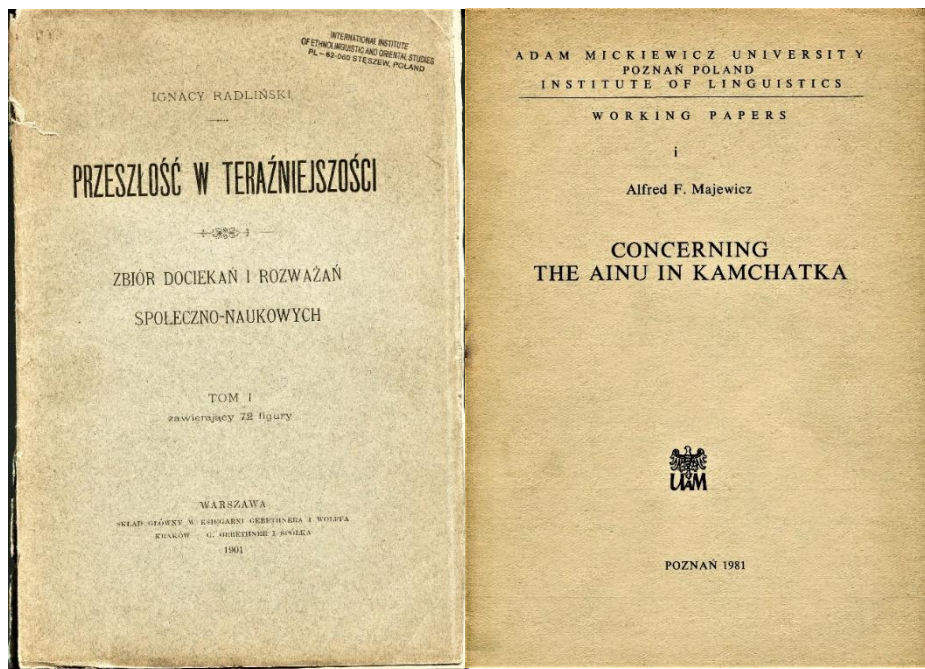 INTERNATIONAL INSTITUTE
OF ETHNOLINGUISTIC AND ORIENTAL STUDIES
PL – 62-060 STĘSZEW, POLAND
IGNACY RADLIŃSKI
PRZESZŁOŚĆ W TERAŹNIEJSZOŚCI
ZBIÓR DOCIEKAŃ I ROZWAŻAŃ
SPOŁECZNO-NAUKOWYCH
TOM I
zawierający 72 figury
WARSZAWA
SKŁAD GŁÓWNY W KSIĘGARNI GEBETHNERA I WOLFFA
KRAKÓW G. GEBETHNER I SPÓŁKA
1901
ADAM MICKIEWICZ UNIVERSITY
POZNAŃ POLAND
INSTITUTE OF LINGUISTICS
WORKING PAPERS
i
Alfred F. Majewicz
CONCERNING
THE AINU IN KAMCHATKA
UAM
POZNAŃ 1981